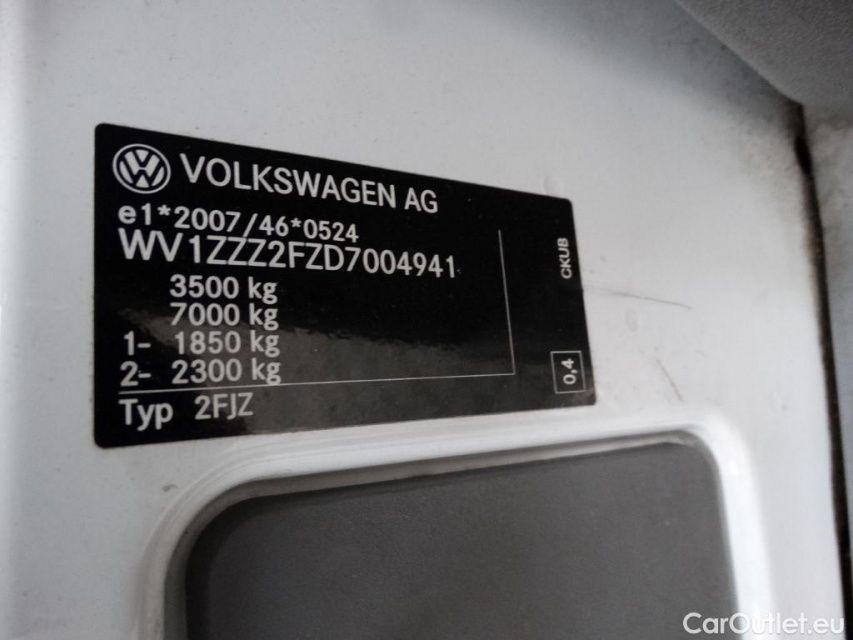 VOLKSWAGEN AG
e1*2007/46*0524
WV1ZZZ2FZD7004941
3500 kg
7000 kg
1- 1850 kg
2- 2300 kg
Typ 2FJZ
CKUB
0,4
CarOutlet.eu